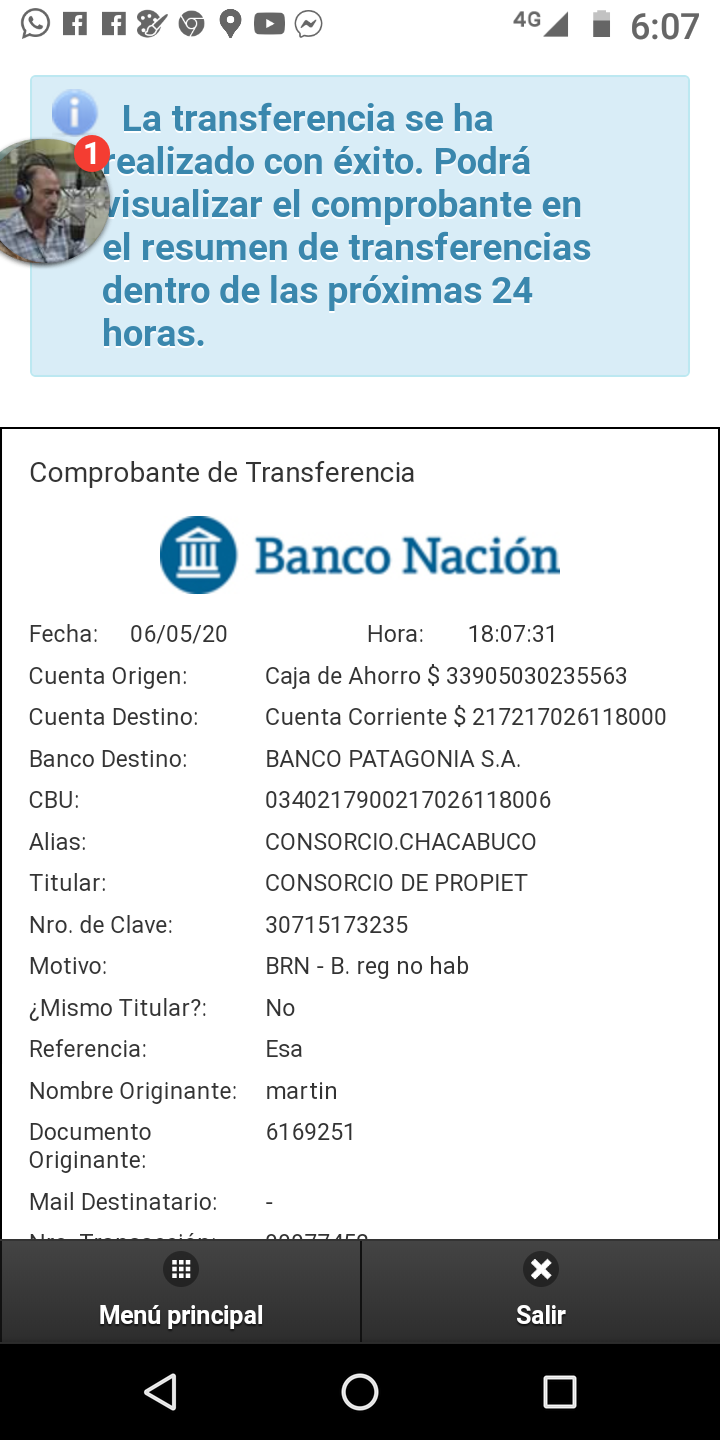 4G 6:07
La transferencia se ha
1
realizado con éxito. Podrá
visualizar el comprobante en
el resumen de transferencias
dentro de las próximas 24
horas.
Comprobante de Transferencia
Banco Nación
Fecha: 06/05/20 Hora: 18:07:31
Cuenta Origen: Caja de Ahorro $ 33905030235563
Cuenta Destino: Cuenta Corriente $ 217217026118000
Banco Destino: BANCO PATAGONIA S.A.
CBU: 0340217900217026118006
Alias: CONSORCIO.CHACABUCO
Titular: CONSORCIO DE PROPIET
Nro. de Clave: 30715173235
Motivo: BRN - B. reg no hab
¿Mismo Titular?: No
Referencia: Esa
Nombre Originante: martin
Documento 6169251
Originante:
Mail Destinatario: -
Menú principal Salir